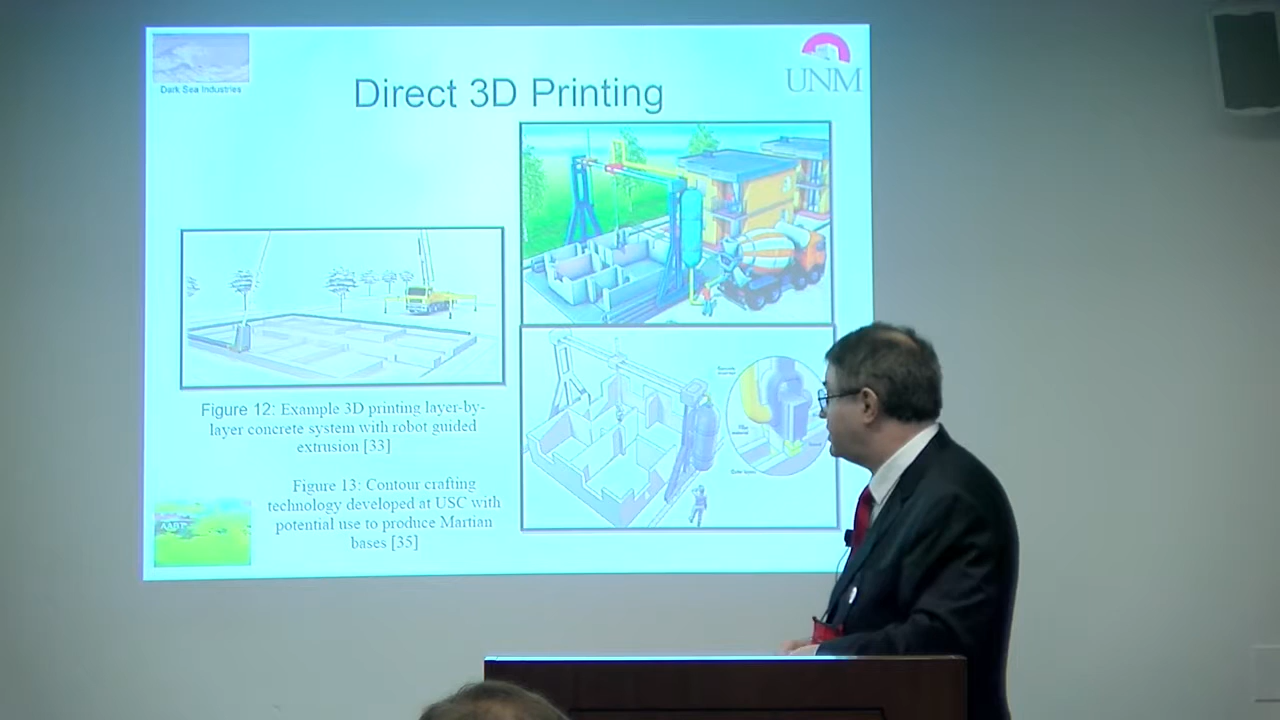 Dark Sea Industries
UNM
Direct 3D Printing
Figure 12: Example 3D printing layer-by-
layer concrete system with robot guided
extrusion [33]
Figure 13: Contour crafting
technology developed at USC with
potential use to produce Martian
bases [35]